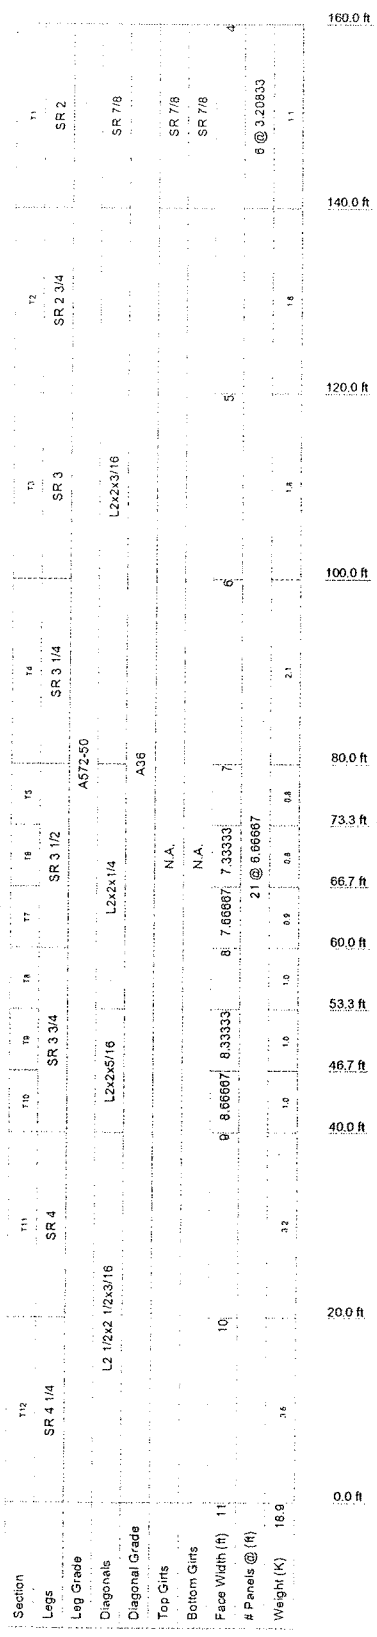 Section T12 T11 T10 T9 T8 T7 T6 T5 T4 T3 T2 T1
Legs SR 4 1/4 SR 4 SR 3 3/4 SR 3 1/2 SR 3 1/4 SR 3 SR 2 3/4 SR 2
Leg Grade A572-50
Diagonals L2 1/2x2 1/2x3/16 L2x2x5/16 L2x2x1/4 L2x2x3/16 SR 7/8
Diagonal Grade A36
Top Girts N.A. SR 7/8
Bottom Girts N.A. SR 7/8
Face Width (ft) 11 10 9 8.66667 8.33333 8 7.66667 7.33333 7 6 5 4
# Panels @ (ft) 21 @ 6.66667 6 @ 3.20833
Weight (K) 18.9 3.6 3.2 1.0 1.0 1.0 0.9 0.8 0.8 2.1 1.8 1.6 1.1
0.0 ft
20.0 ft
40.0 ft
46.7 ft
53.3 ft
60.0 ft
66.7 ft
73.3 ft
80.0 ft
100.0 ft
120.0 ft
140.0 ft
160.0 ft